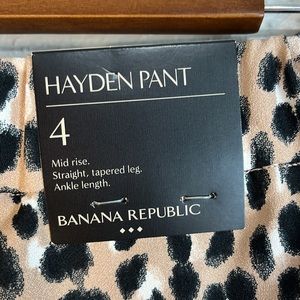 HAYDEN PANT
4
Mid rise.
Straight, tapered leg.
Ankle length.
BANANA REPUBLIC